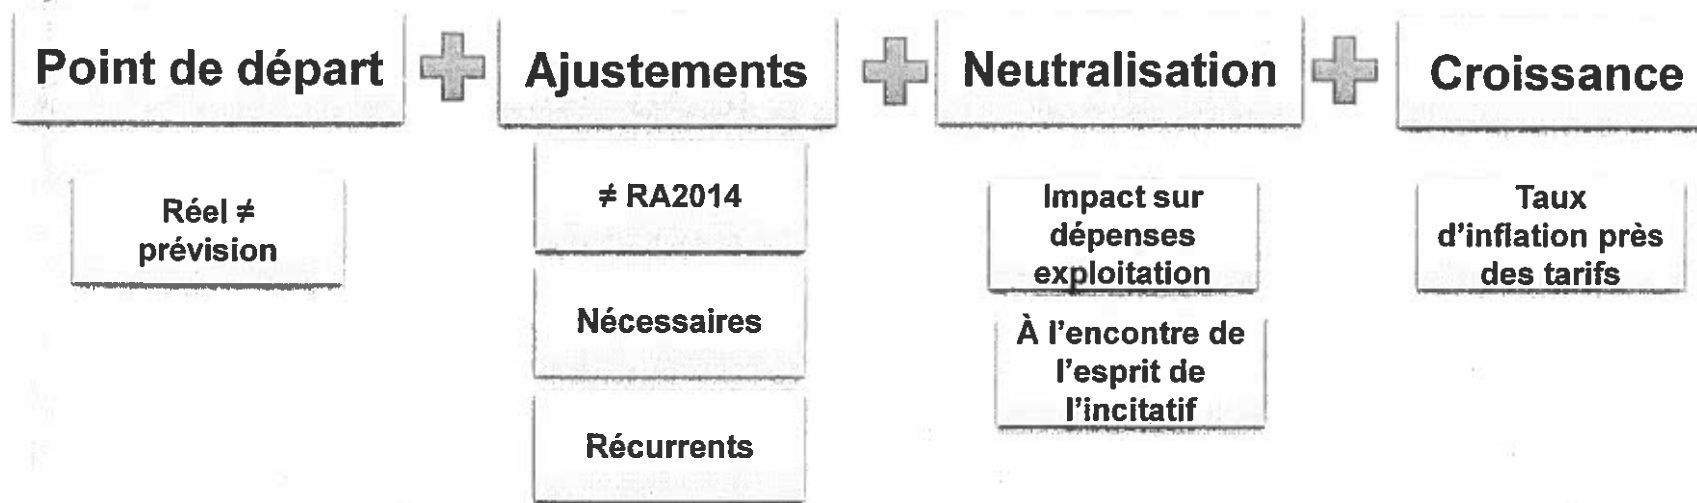 Point de départ
Ajustements
Neutralisation
Croissance
Réel ≠
prévision
≠ RA2014
Nécessaires
Récurrents
Impact sur
dépenses
exploitation
À l'encontre de
l'esprit de
l'incitatif
Taux
d'inflation près
des tarifs